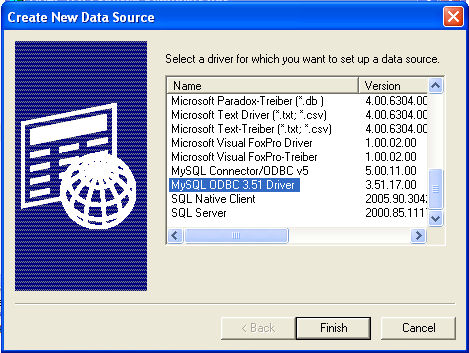 Create New Data Source
Select a driver for which you want to set up a data source.
Name Version
Microsoft Paradox-Treiber (*.db ) 4.00.6304.00
Microsoft Text Driver (*.txt; *.csv) 4.00.6304.00
Microsoft Text-Treiber (*.txt; *.csv) 4.00.6304.00
Microsoft Visual FoxPro Driver 1.00.02.00
Microsoft Visual FoxPro-Treiber 1.00.02.00
MySQL Connector/ODBC v5 5.00.11.00
MySQL ODBC 3.51 Driver 3.51.17.00
SQL Native Client 2005.90.304
SQL Server 2000.85.111
< Back Finish Cancel